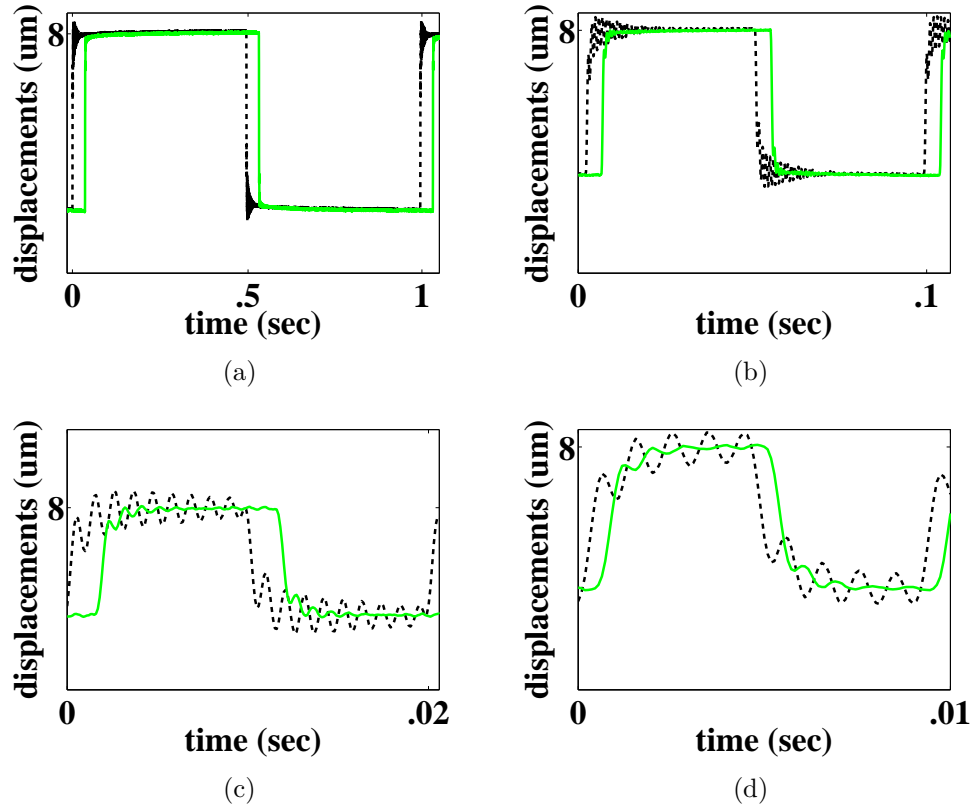 displacements (um)
8
0
.5
1
time (sec)
(a)
displacements (um)
8
0
.1
time (sec)
(b)
displacements (um)
8
0
.02
time (sec)
(c)
displacements (um)
8
0
.01
time (sec)
(d)